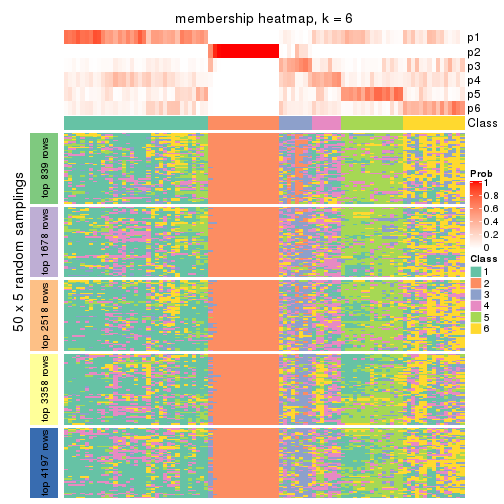 membership heatmap, k = 6
p1
p2
p3
p4
p5
p6
Class
50 x 5 random samplings
top 839 rows
top 1678 rows
top 2518 rows
top 3358 rows
top 4197 rows
Prob
1
0.8
0.6
0.4
0.2
0
Class
1
2
3
4
5
6